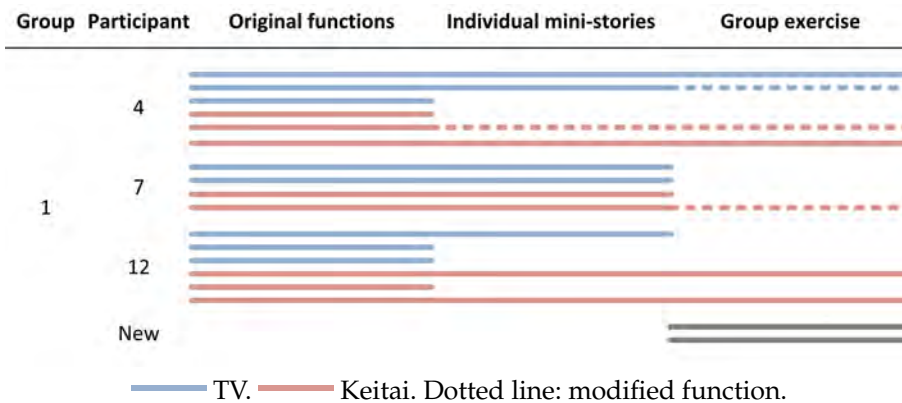 Group Participant Original functions Individual mini-stories Group exercise
4
7
1
12
New
TV. Keitai. Dotted line: modified function.